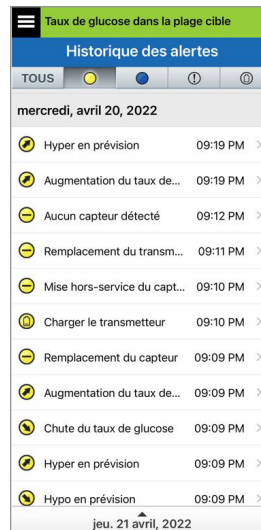 Taux de glucose dans la plage cible
Historique des alertes
TOUS
mercredi, avril 20, 2022
Hyper en prévision 09:19 PM
Augmentation du taux de... 09:19 PM
Aucun capteur détecté 09:12 PM
Remplacement du transm... 09:11 PM
Mise hors-service du capt... 09:10 PM
Charger le transmetteur 09:10 PM
Remplacement du capteur 09:09 PM
Augmentation du taux de... 09:09 PM
Chute du taux de glucose 09:09 PM
Hyper en prévision 09:09 PM
Hypo en prévision 09:09 PM
jeu. 21 avril, 2022